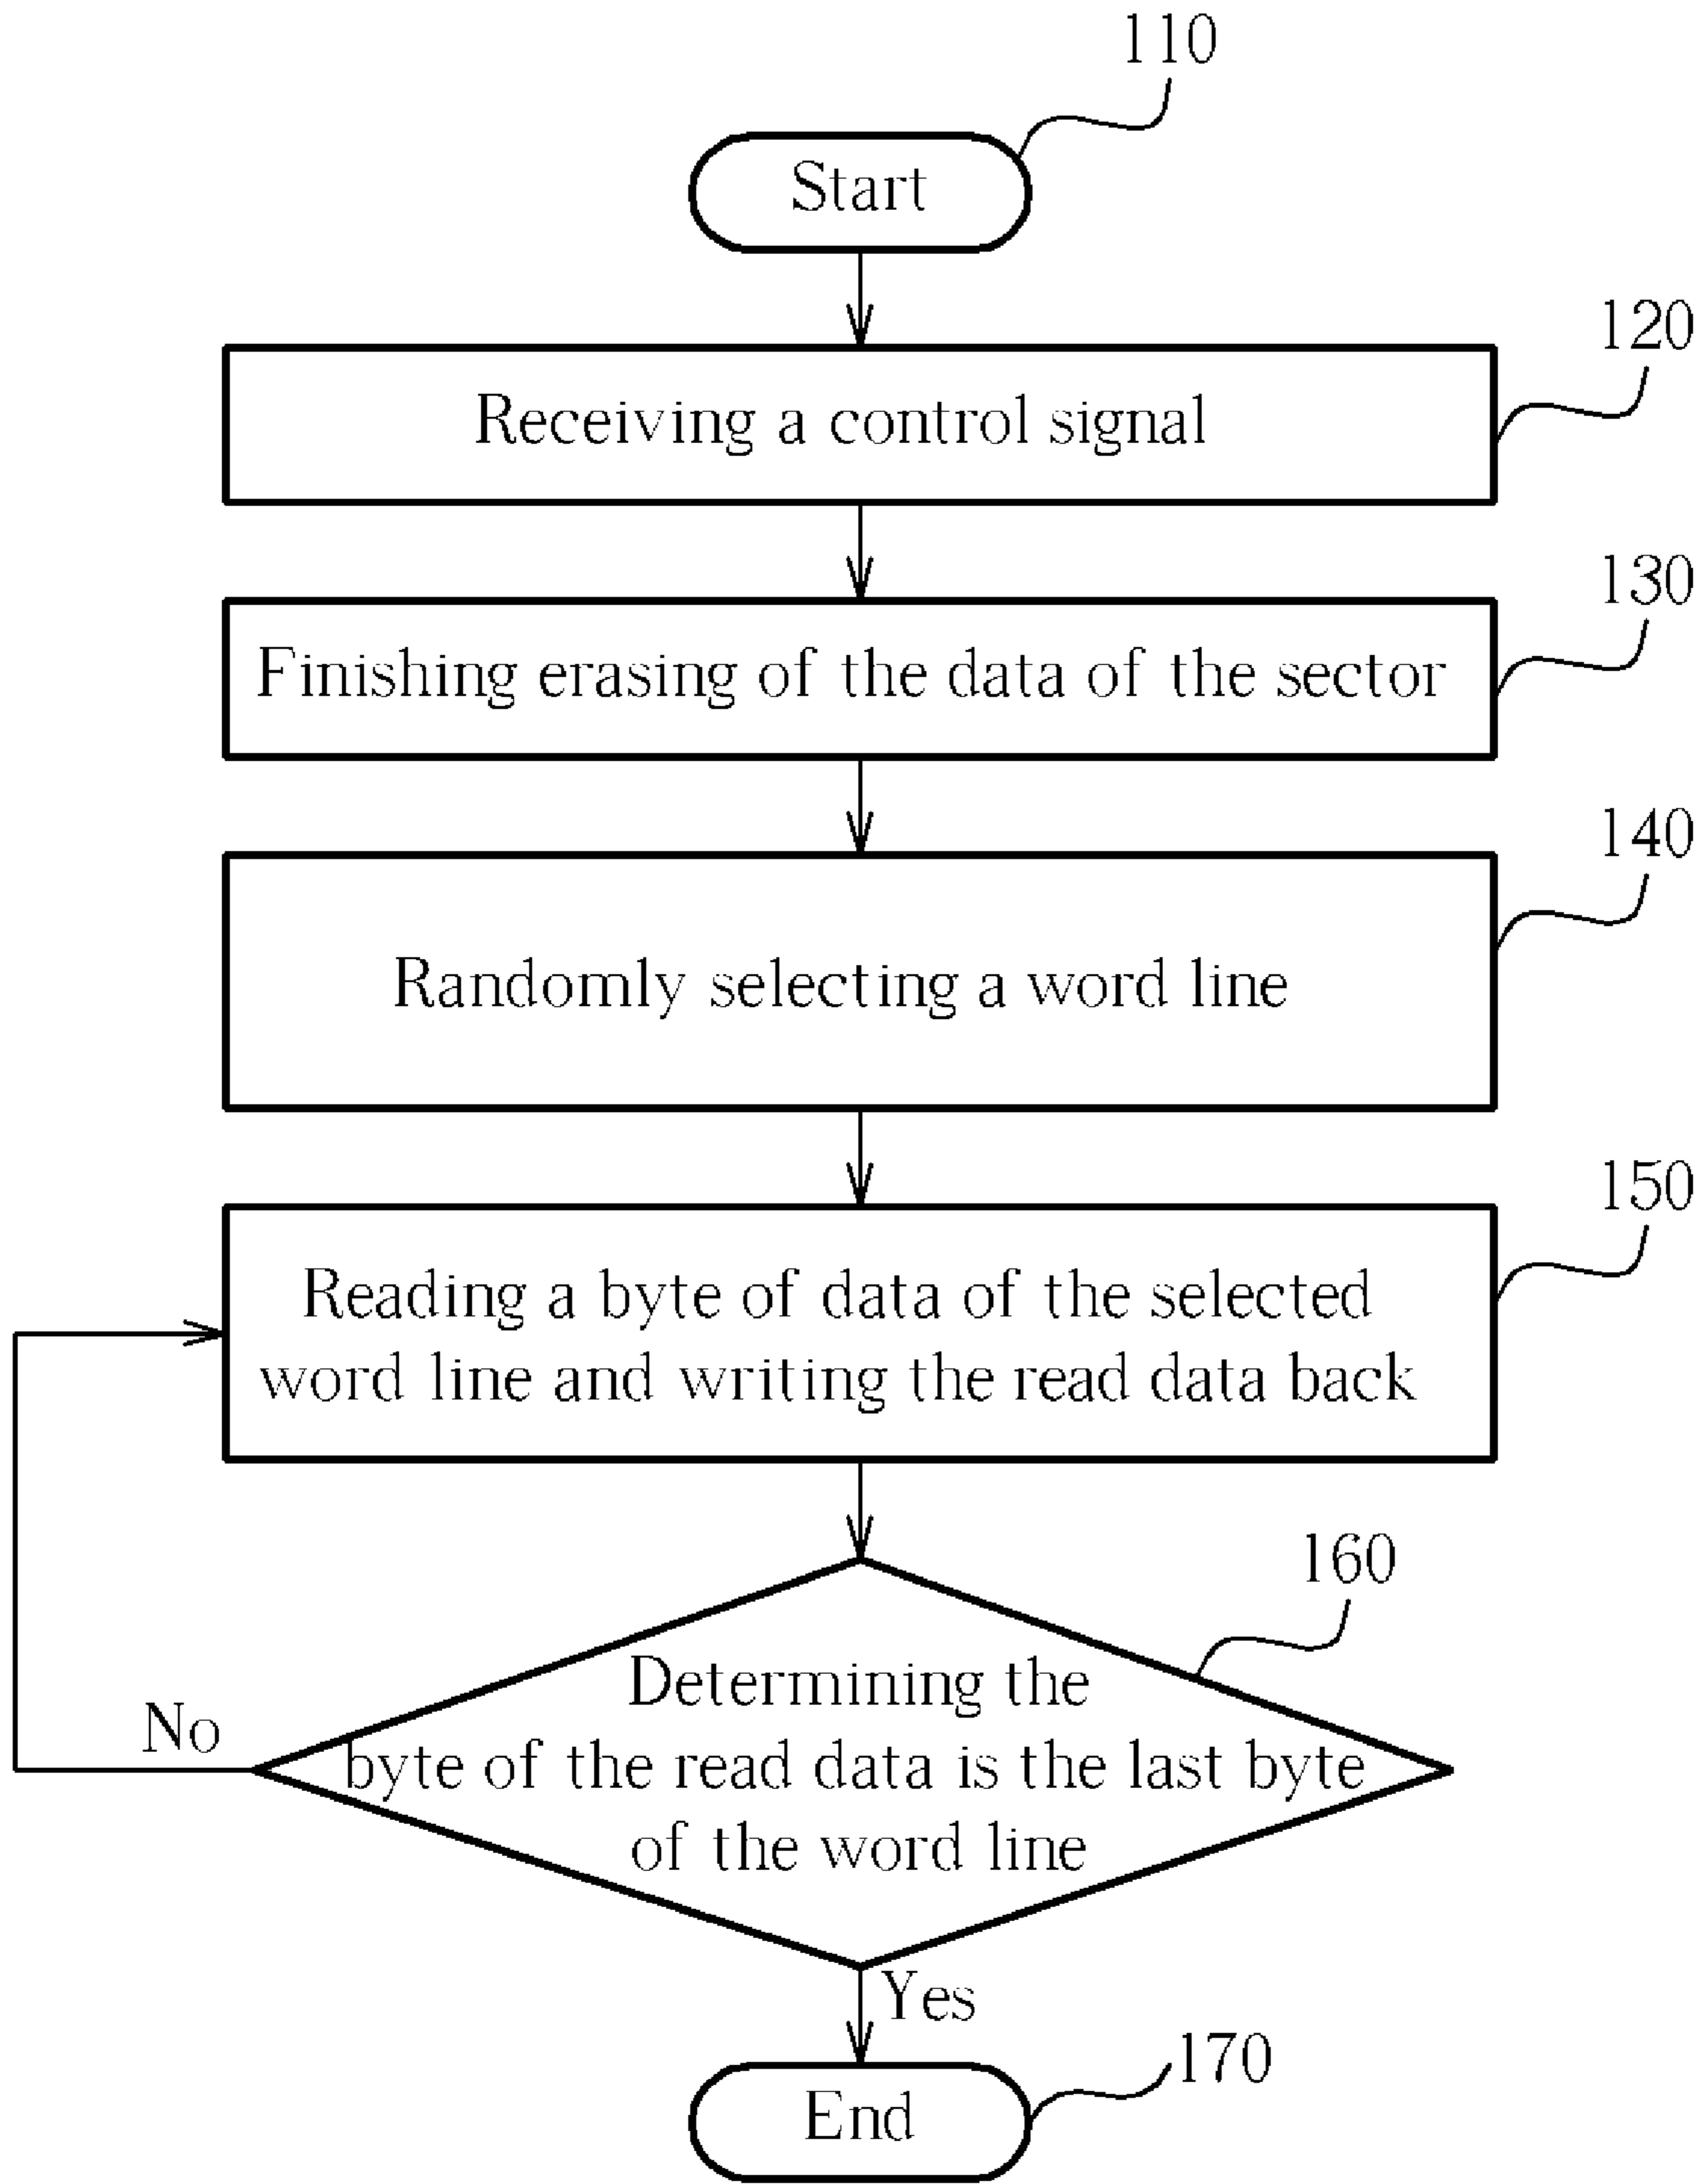 110
Start
120
Receiving a control signal
130
Finishing erasing of the data of the sector
140
Randomly selecting a word line
150
Reading a byte of data of the selected
word line and writing the read data back
160
Determining the
No
byte of the read data is the last byte
of the word line
Yes
170
End